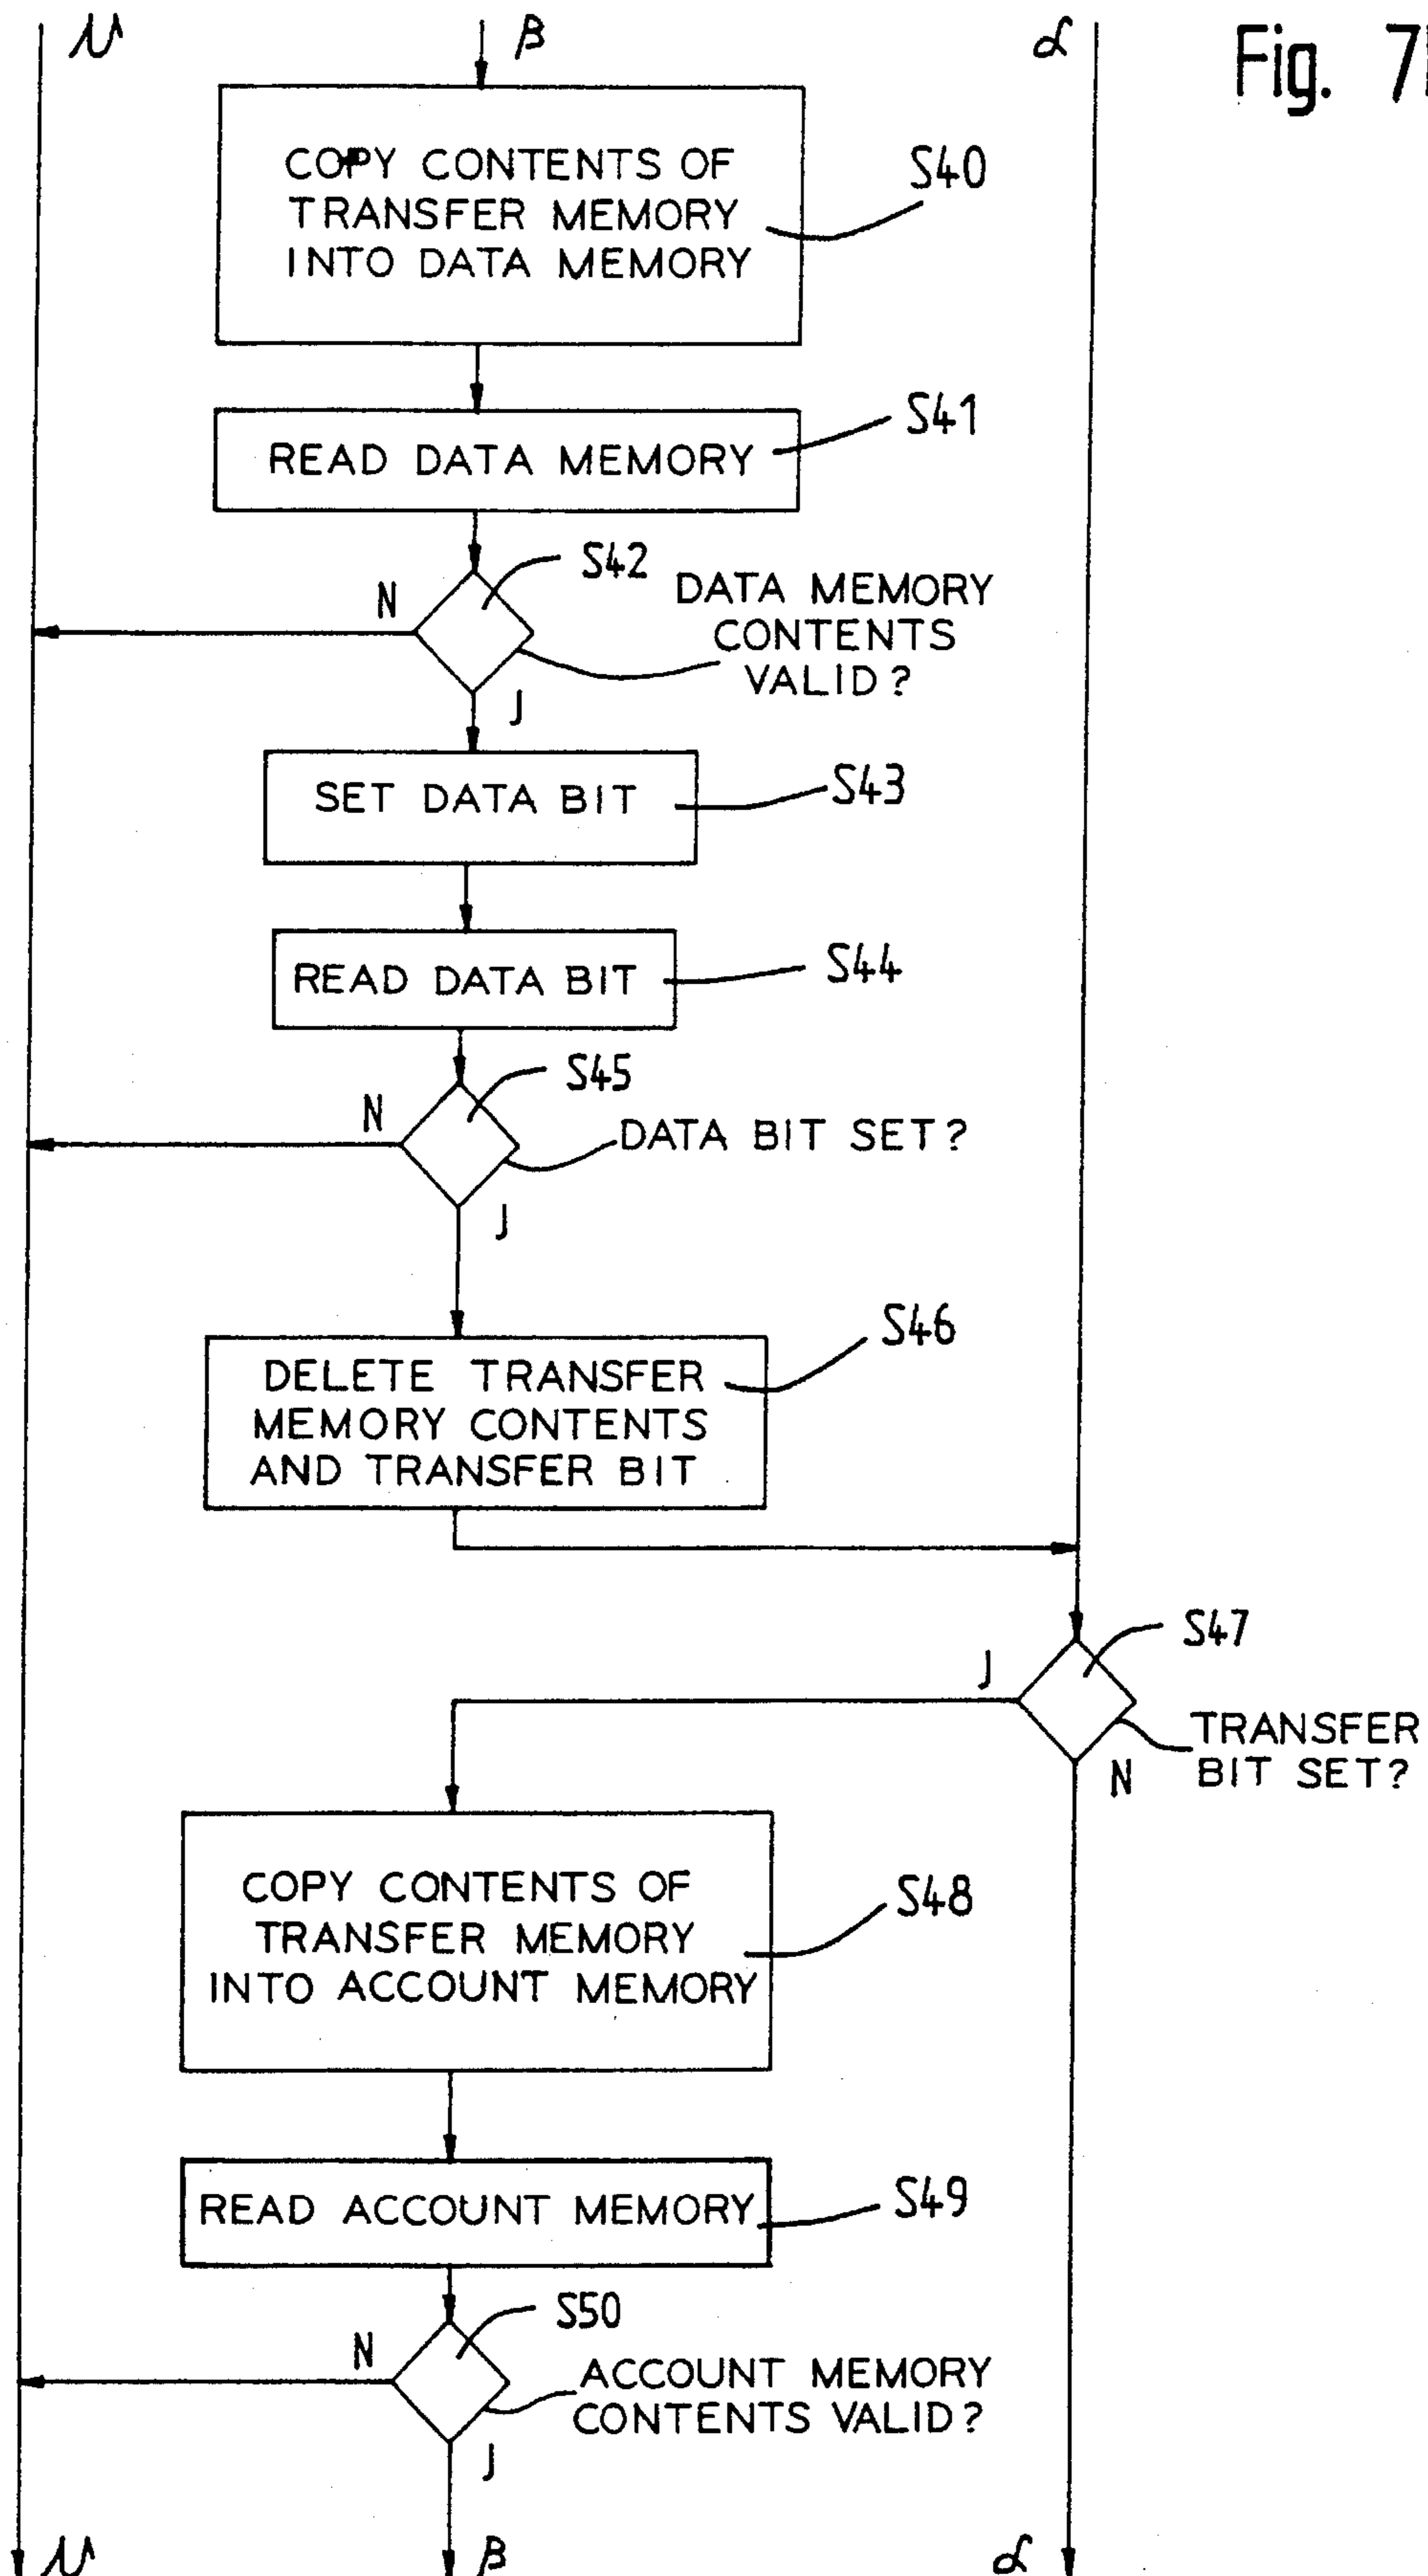 β
α
Fig. 7
COPY CONTENTS OF
TRANSFER MEMORY
INTO DATA MEMORY
S40
READ DATA MEMORY
S41
S42
N
DATA MEMORY
CONTENTS
VALID?
J
SET DATA BIT
S43
READ DATA BIT
S44
S45
N
DATA BIT SET?
J
S46
DELETE TRANSFER
MEMORY CONTENTS
AND TRANSFER BIT
S47
J
TRANSFER
BIT SET?
N
COPY CONTENTS OF
TRANSFER MEMORY
INTO ACCOUNT MEMORY
S48
READ ACCOUNT MEMORY
S49
S50
N
ACCOUNT MEMORY
CONTENTS VALID?
J
β
α